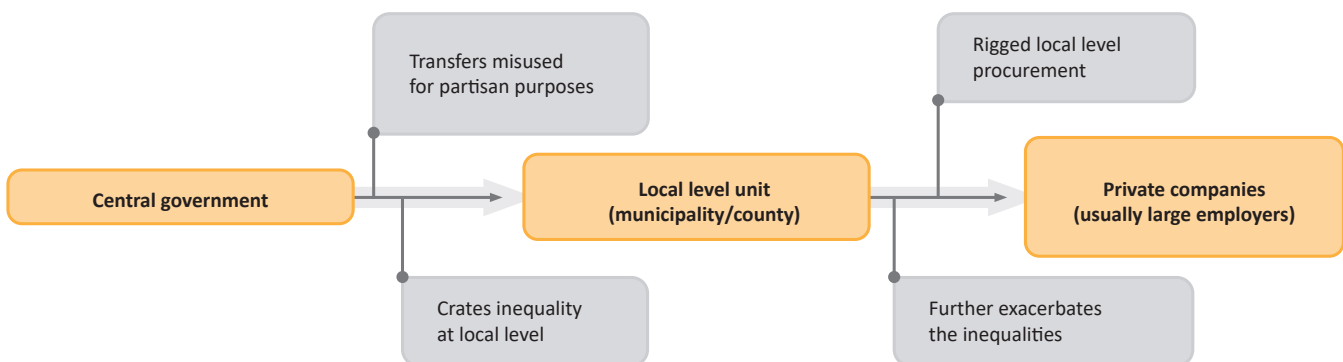 Transfers misused
for partisan purposes
Rigged local level
procurement
Central government
Local level unit
(municipality/county)
Private companies
(usually large employers)
Crates inequality
at local level
Further exacerbates
the inequalities